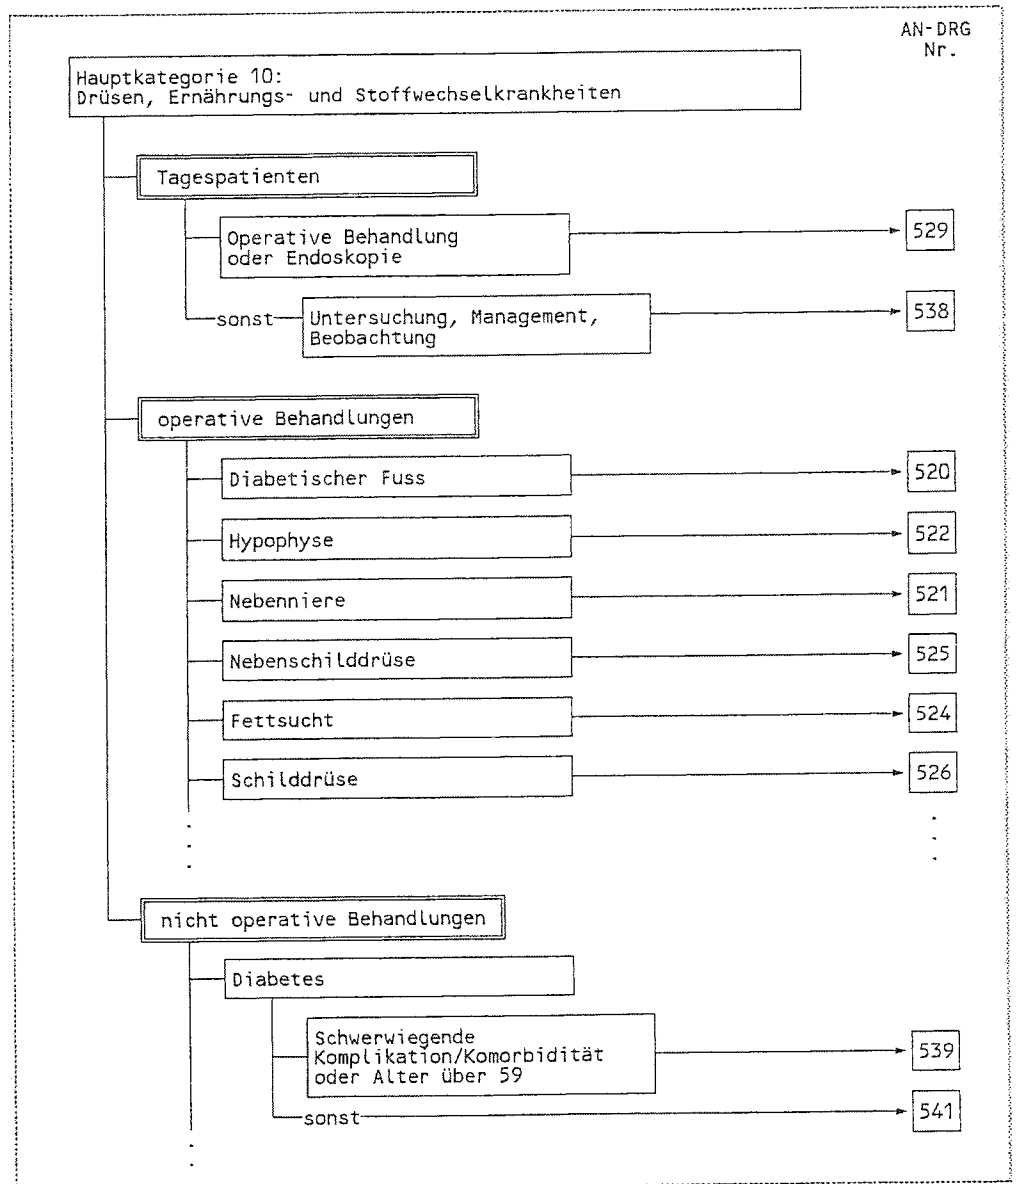 AN-DRG
Nr.
Hauptkategorie 10:
Drüsen, Ernährungs- und Stoffwechselkrankheiten
Tagespatienten
Operative Behandlung
oder Endoskopie
529
sonst
Untersuchung, Management,
Beobachtung
538
operative Behandlungen
Diabetischer Fuss
520
Hypophyse
522
Nebenniere
521
Nebenschilddrüse
525
Fettsucht
524
Schilddrüse
526
nicht operative Behandlungen
Diabetes
Schwerwiegende
Komplikation/Komorbidität
oder Alter über 59
539
sonst
541